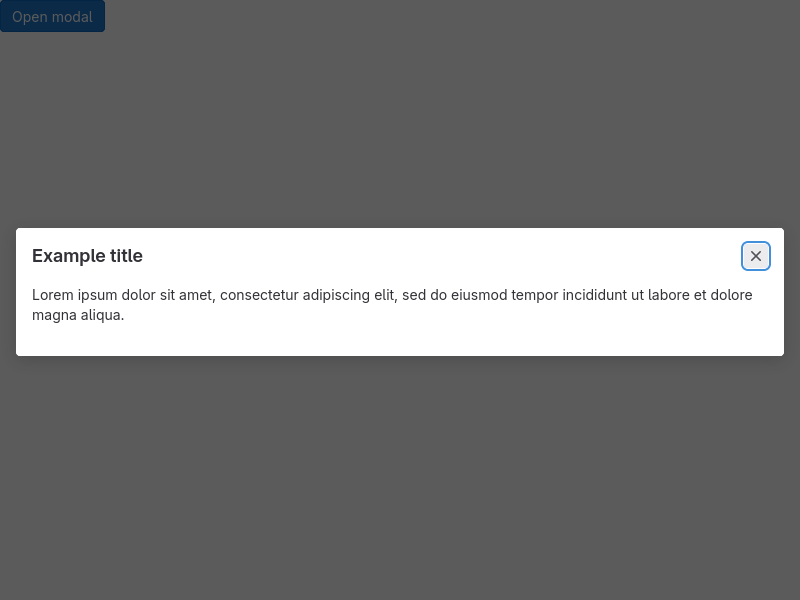 Open modal
Example title
Lorem ipsum dolor sit amet, consectetur adipiscing elit, sed do eiusmod tempor incididunt ut labore et dolore
magna aliqua.